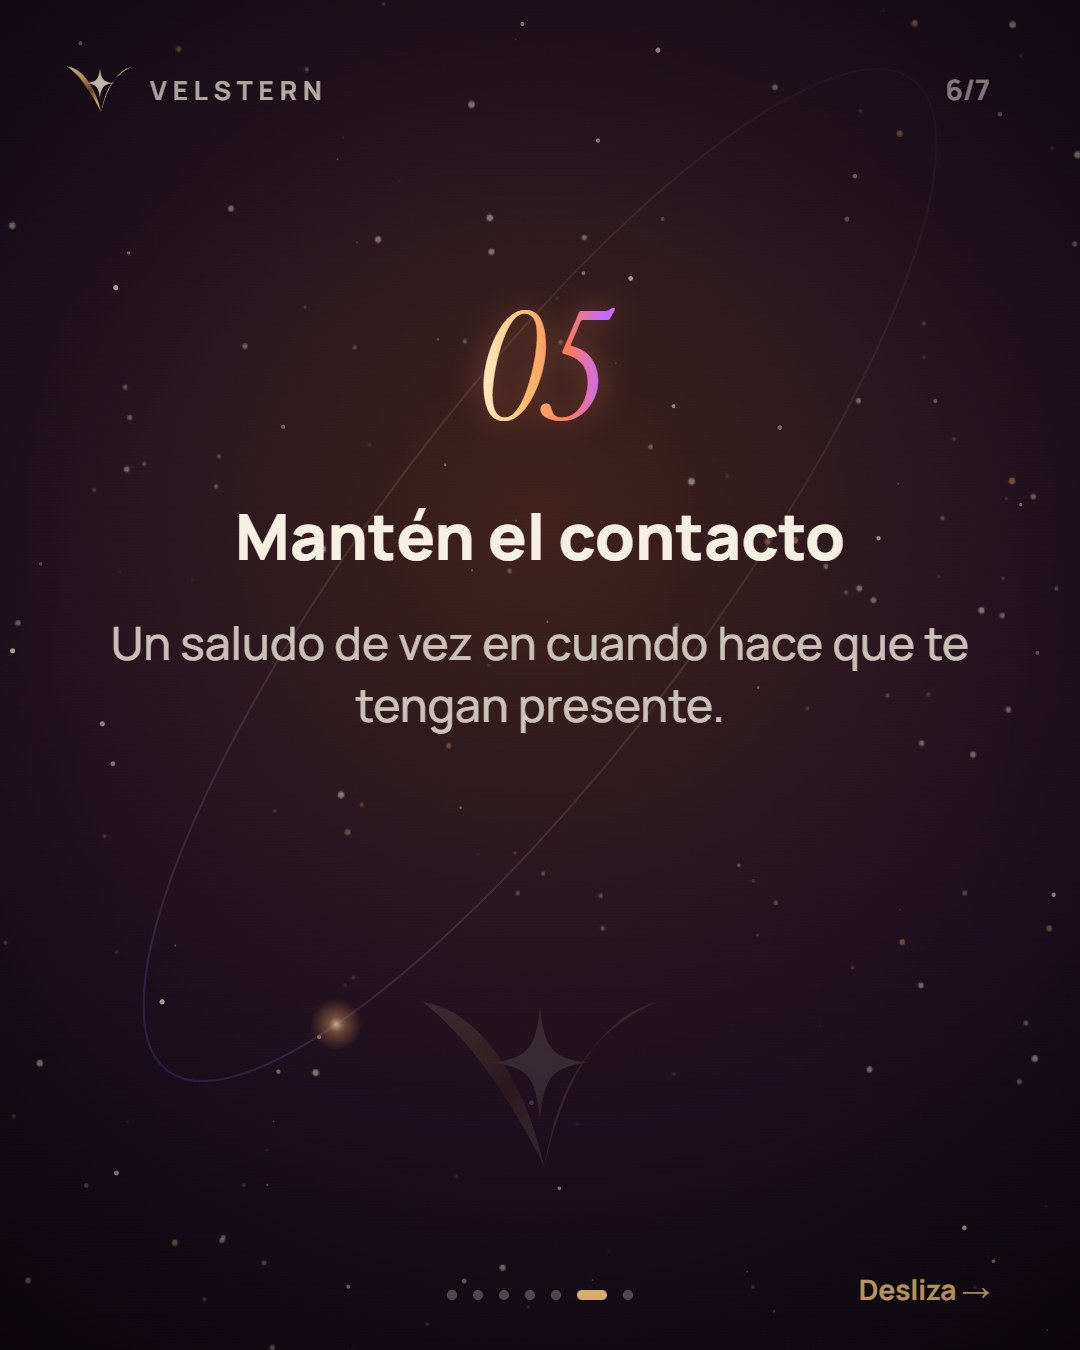 VELSTERN
6/7
05
Mantén el contacto
Un saludo de vez en cuando hace que te
tengan presente.
Desliza →